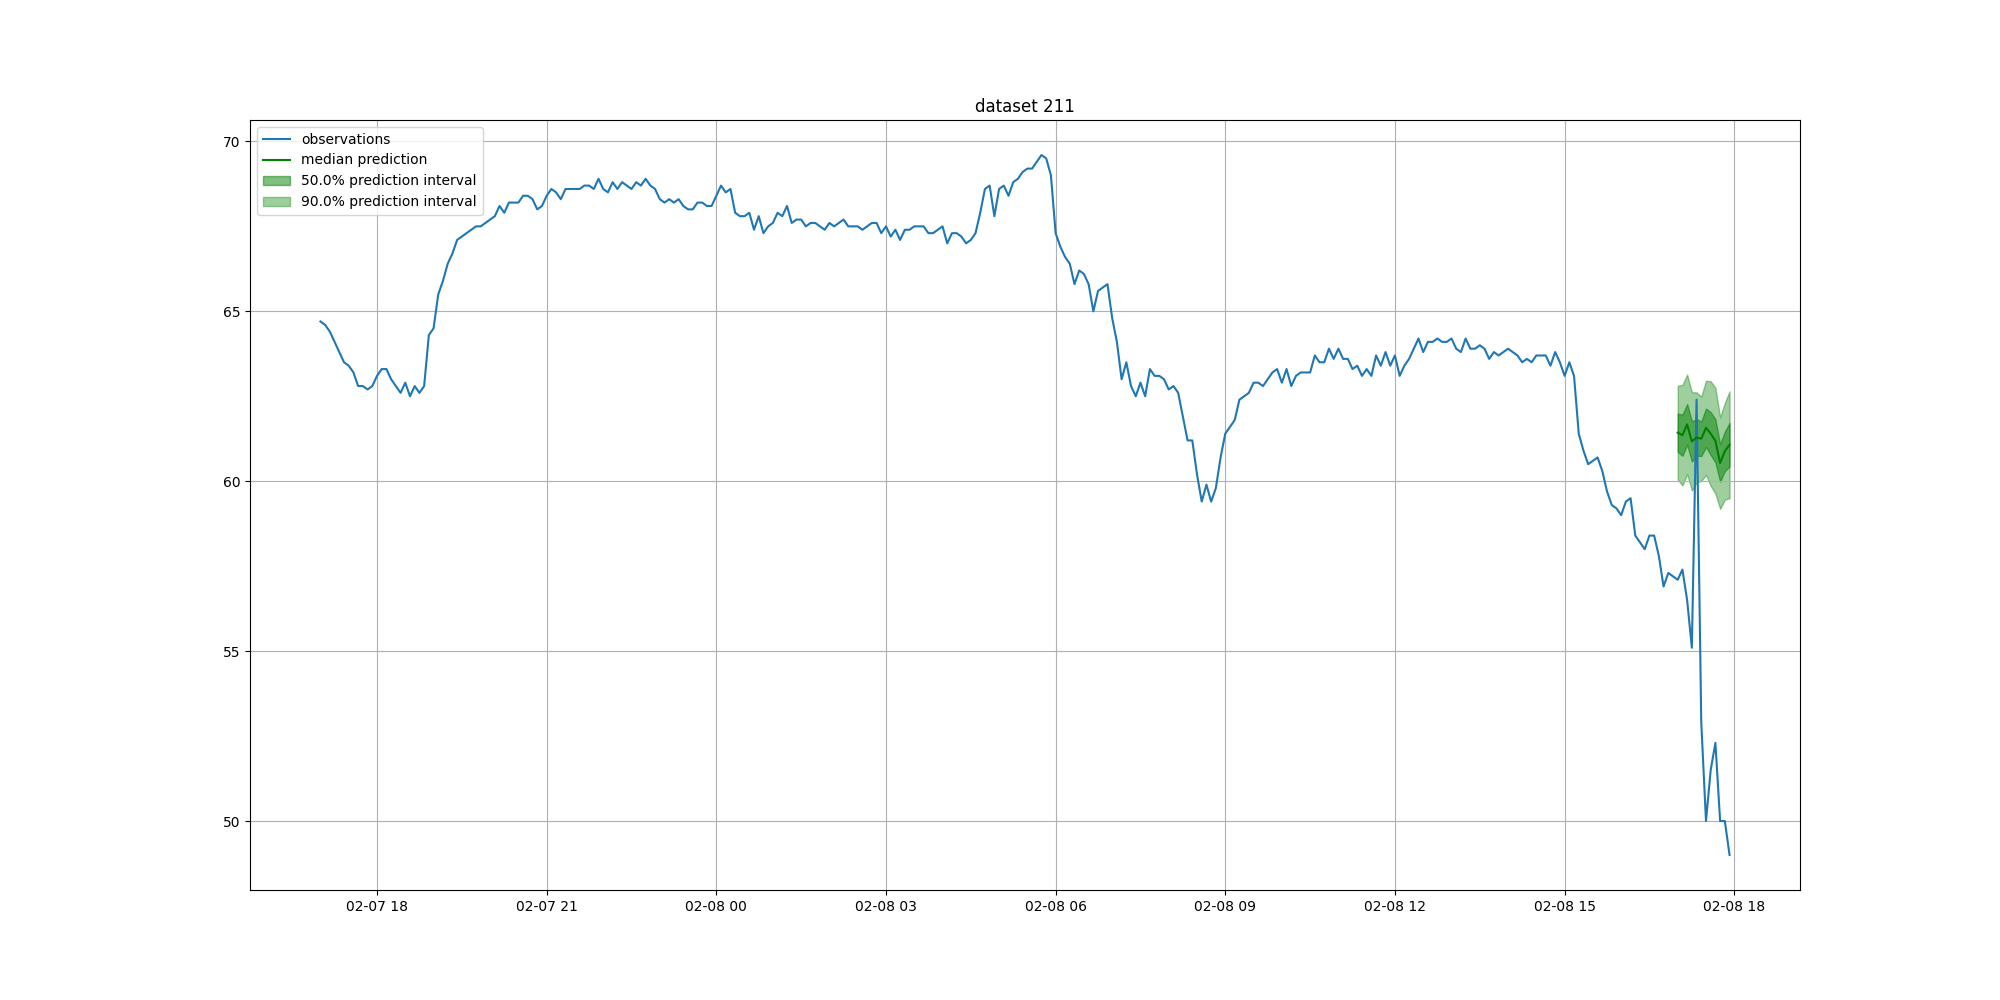 dataset 211
observations
median prediction
50.0% prediction interval
90.0% prediction interval
70
65
60
55
50
02-07 18
02-07 21
02-08 00
02-08 03
02-08 06
02-08 09
02-08 12
02-08 15
02-08 18